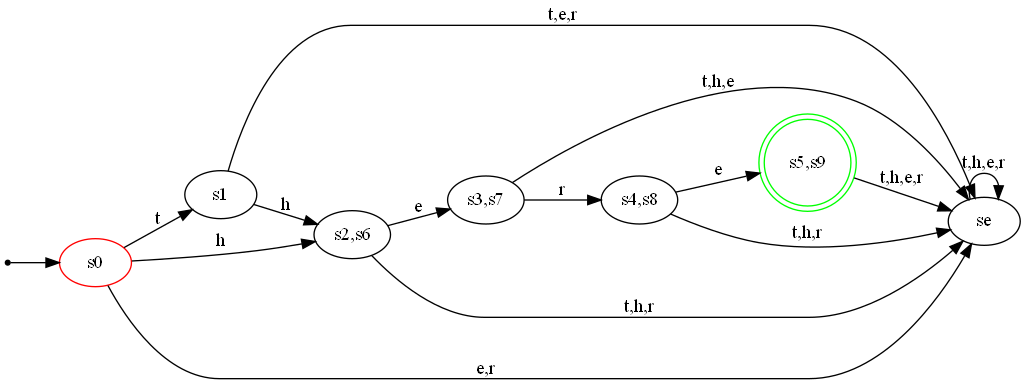 t,e,r
t,h,e
t,h,e,r
s5,s9
e
t,h,e,r
r
s1
h
e
s3,s7
s4,s8
t
s2,s6
se
h
t,h,r
s0
t,h,r
e,r